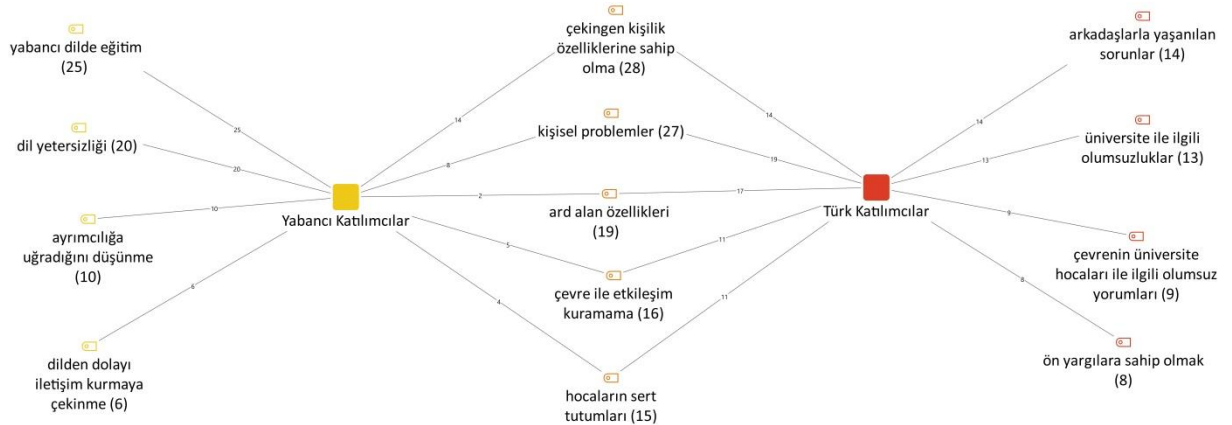 yabancı dilde eğitim
(25)
25
dil yetersizliği (20)
20
ayrımcılığa
uğradığını düşünme
(10)
10
dilden dolayı
iletişim kurmaya
çekinme (6)
6
Yabancı Katılımcılar
çekingen kişilik
özelliklerine sahip
olma (28)
14
14
kişisel problemler (27)
8
19
ard alan özellikleri
(19)
2
17
çevre ile etkileşim
kuramama (16)
5
11
hocaların sert
tutumları (15)
4
11
Türk Katılımcılar
arkadaşlarla yaşanılan
sorunlar (14)
14
üniversite ile ilgili
olumsuzluklar (13)
13
çevrenin üniversite
hocaları ile ilgili olumsuz
yorumları (9)
9
ön yargılara sahip olmak
(8)
8